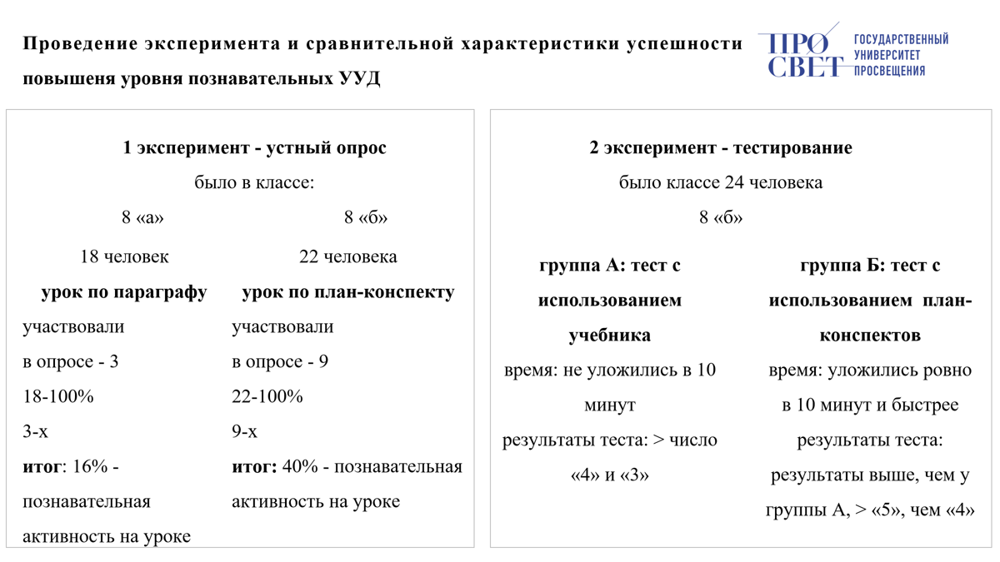 Проведение эксперимента и сравнительной характеристики успешности
повышеня уровня познавательных УУД
ПРО
СВЕТ
ГОСУДАРСТВЕННЫЙ
УНИВЕРСИТЕТ
ПРОСВЕЩЕНИЯ
1 эксперимент - устный опрос
было в классе:
8 «а»
8 «б»
18 человек
22 человека
урок по параграфу
участвовали
в опросе - 3
18-100%
3-х
итог: 16% -
познавательная
активность на уроке
урок по план-конспекту
участвовали
в опросе - 9
22-100%
9-х
итог: 40% - познавательная
активность на уроке
2 эксперимент - тестирование
было классе 24 человека
8 «б»
группа А: тест с
использованием
учебника
время: не уложились в 10
минут
результаты теста: > число
«4» и «3»
группа Б: тест с
использованием план-
конспектов
время: уложились ровно
в 10 минут и быстрее
результаты теста:
результаты выше, чем у
группы А, > «5», чем «4»